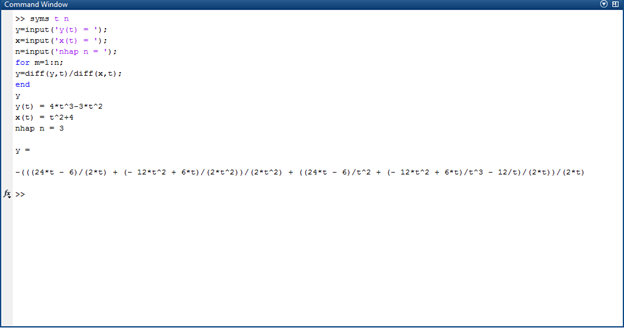 Command Window
>> syms t n
y=input('y(t) = ');
x=input('x(t) = ');
n=input('nhap n = ');
for m=1:n;
y=diff(y,t)/diff(x,t);
end
y
y(t) = 4*t^3-3*t^2
x(t) = t^2+4
nhap n = 3
y =
-(((24*t - 6)/(2*t) + (- 12*t^2 + 6*t)/(2*t^2))/(2*t^2) + ((24*t - 6)/t^2 + (- 12*t^2 + 6*t)/t^3 - 12/t)/(2*t))/(2*t)
fx >>